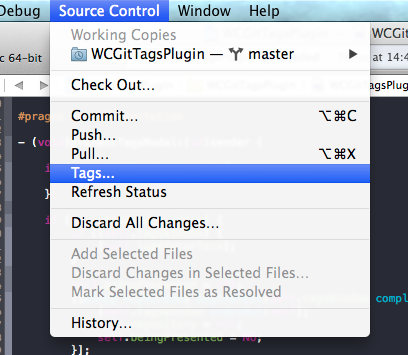 Debug Source Control Window Help
Working Copies WCGit
WCGitTagsPlugin — master
c 64-bit at 14:4
Check Out...
TagsPlug
Commit... ⌥⌘C
#pragma
Push...
- (vo
Pull... ⌥⌘X
Tags...
Refresh Status
}
Discard All Changes...
Add Selected Files
Discard Changes in Selected Files...
Mark Selected Files as Resolved compl
History...
self.beingPresented = No;
}];